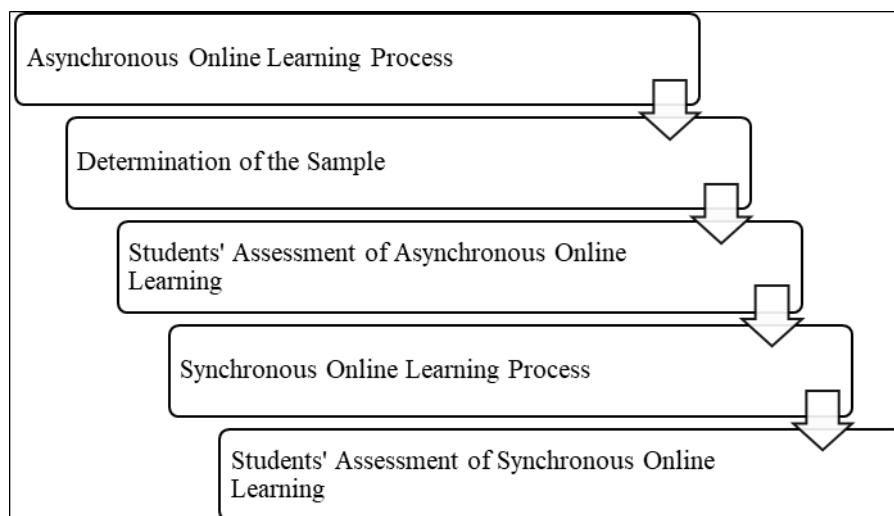 Asynchronous Online Learning Process
Determination of the Sample
Students' Assessment of Asynchronous Online
Learning
Synchronous Online Learning Process
Students' Assessment of Synchronous Online
Learning